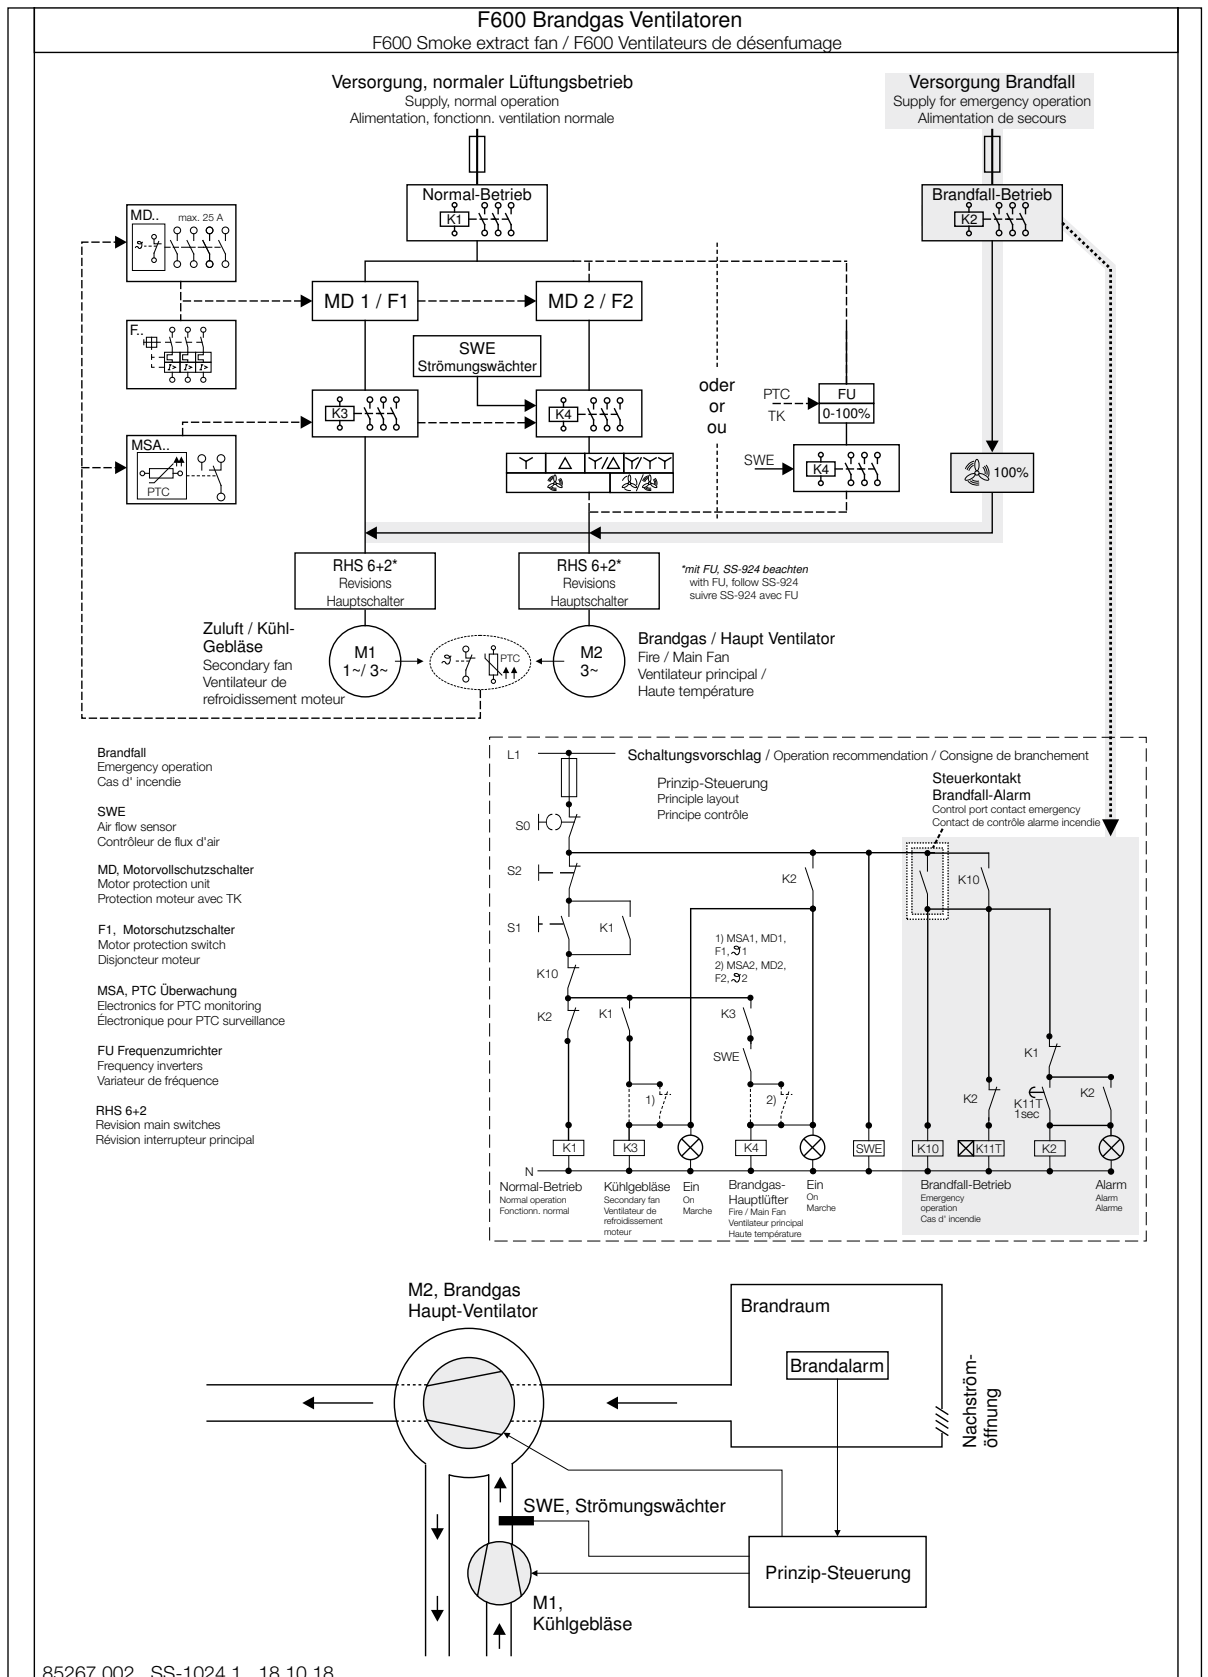 F600 Brandgas Ventilatoren
F600 Smoke extract fan / F600 Ventilateurs de désenfumage
Versorgung, normaler Lüftungsbetrieb
Supply, normal operation
Alimentation, fonctionn. ventilation normale
Versorgung Brandfall
Supply for emergency operation
Alimentation de secours
Normal-Betrieb
K1
Brandfall-Betrieb
K2
MD..
max. 25 A
ϑ
MD 1 / F1
MD 2 / F2
F..
I> I> I>
SWE
Strömungswächter
oder
or
ou
PTC
TK
FU
0-100%
K3
K4
MSA..
PTC
Y Δ Y/Δ Y/YY
SWE
K4
100%
RHS 6+2*
Revisions
Hauptschalter
RHS 6+2*
Revisions
Hauptschalter
*mit FU, SS-924 beachten
with FU, follow SS-924
suivre SS-924 avec FU
Zuluft / Kühl-
Gebläse
Secondary fan
Ventilateur de
refroidissement moteur
M1
1~/ 3~
ϑ
PTC
M2
3~
Brandgas / Haupt Ventilator
Fire / Main Fan
Ventilateur principal /
Haute température
Brandfall
Emergency operation
Cas d' incendie
SWE
Air flow sensor
Contrôleur de flux d'air
MD, Motorvollschutzschalter
Motor protection unit
Protection moteur avec TK
F1, Motorschutzschalter
Motor protection switch
Disjoncteur moteur
MSA, PTC Überwachung
Electronics for PTC monitoring
Électronique pour PTC surveillance
FU Frequenzumrichter
Frequency inverters
Variateur de fréquence
RHS 6+2
Revision main switches
Révision interrupteur principal
L1
Schaltungsvorschlag / Operation recommendation / Consigne de branchement
Prinzip-Steuerung
Principle layout
Principe contrôle
Steuerkontakt
Brandfall-Alarm
Control port contact emergency
Contact de contrôle alarme incendie
S0
S2
K2
K10
S1
K1
1) MSA1, MD1,
F1, ϑ1
2) MSA2, MD2,
F2, ϑ2
K10
K2
K1
K3
SWE
K1
1)
2)
K2
K11T
1sec
K2
K1
K3
K4
SWE
K10
K11T
K2
N
Normal-Betrieb
Normal operation
Fonctionn. normal
Kühlgebläse
Secondary fan
Ventilateur de
refroidissement
moteur
Ein
On
Marche
Brandgas-
Hauptlüfter
Fire / Main Fan
Ventilateur principal
Haute température
Ein
On
Marche
Brandfall-Betrieb
Emergency
operation
Cas d' incendie
Alarm
Alarm
Alarme
M2, Brandgas
Haupt-Ventilator
Brandraum
Brandalarm
Nachström-
öffnung
SWE, Strömungswächter
Prinzip-Steuerung
M1,
Kühlgebläse
85267.002 SS-1024.1 18.10.18